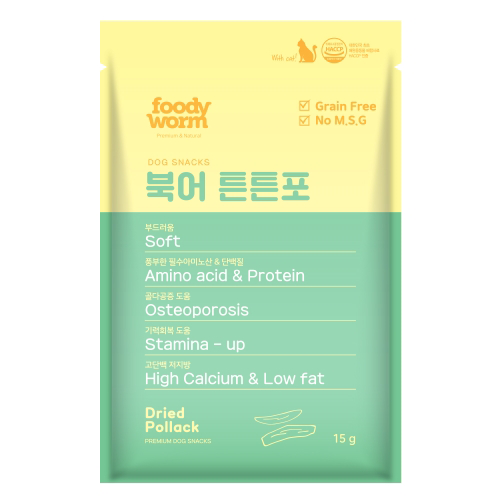 With cat!
HACCP
Grain Free
No M.S.G
foody
worm
Premium & Natural
DOG SNACKS
북어 튼튼포
부드러움
Soft
풍부한 필수아미노산 & 단백질
Amino acid & Protein
골다공증 도움
Osteoporosis
기력회복 도움
Stamina - up
고단백 저지방
High Calcium & Low fat
Dried
Pollack
PREMIUM DOG SNACKS
15 g